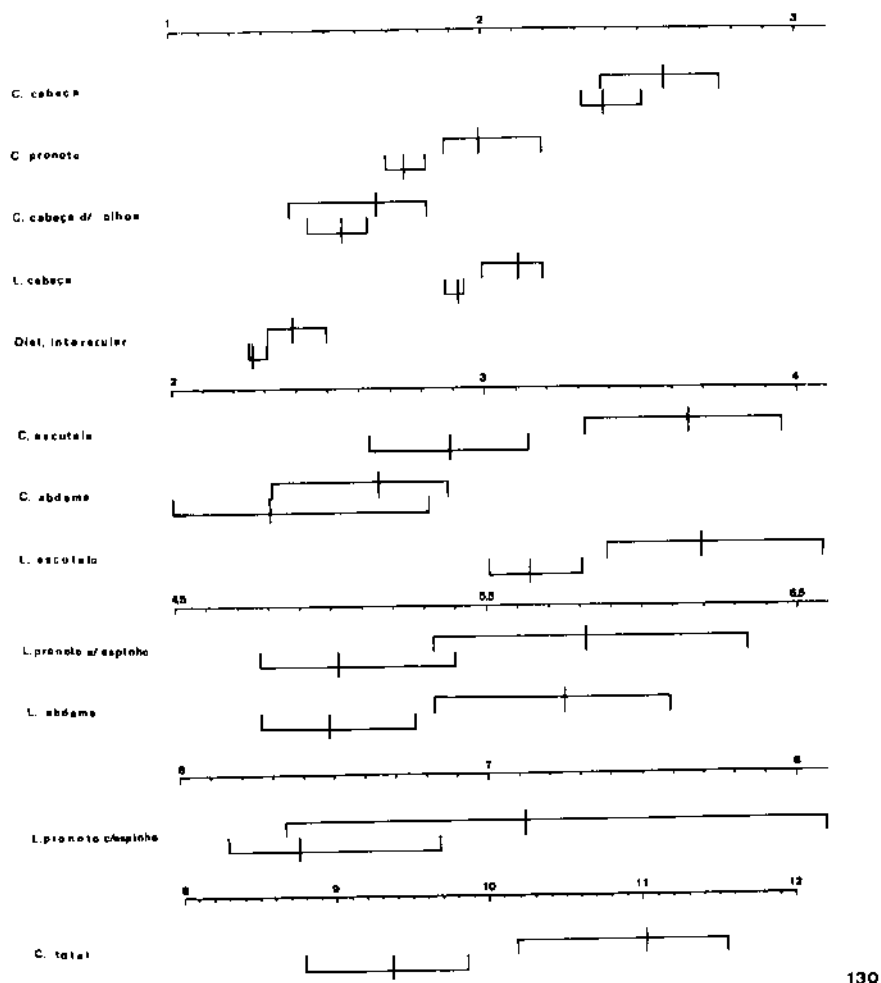 1 2 3
C. cabeça
C. pronoto
C. cabeça d/ olhos
L. cabeça
Dist. interocular
2 3 4
C. escutelo
C. abdome
L. escutelo
4,5 5,5 6,5
L. pronoto s/ espinho
L. abdome
6 7 8
L. pronoto c/espinho
8 9 10 11 12
C. total
130